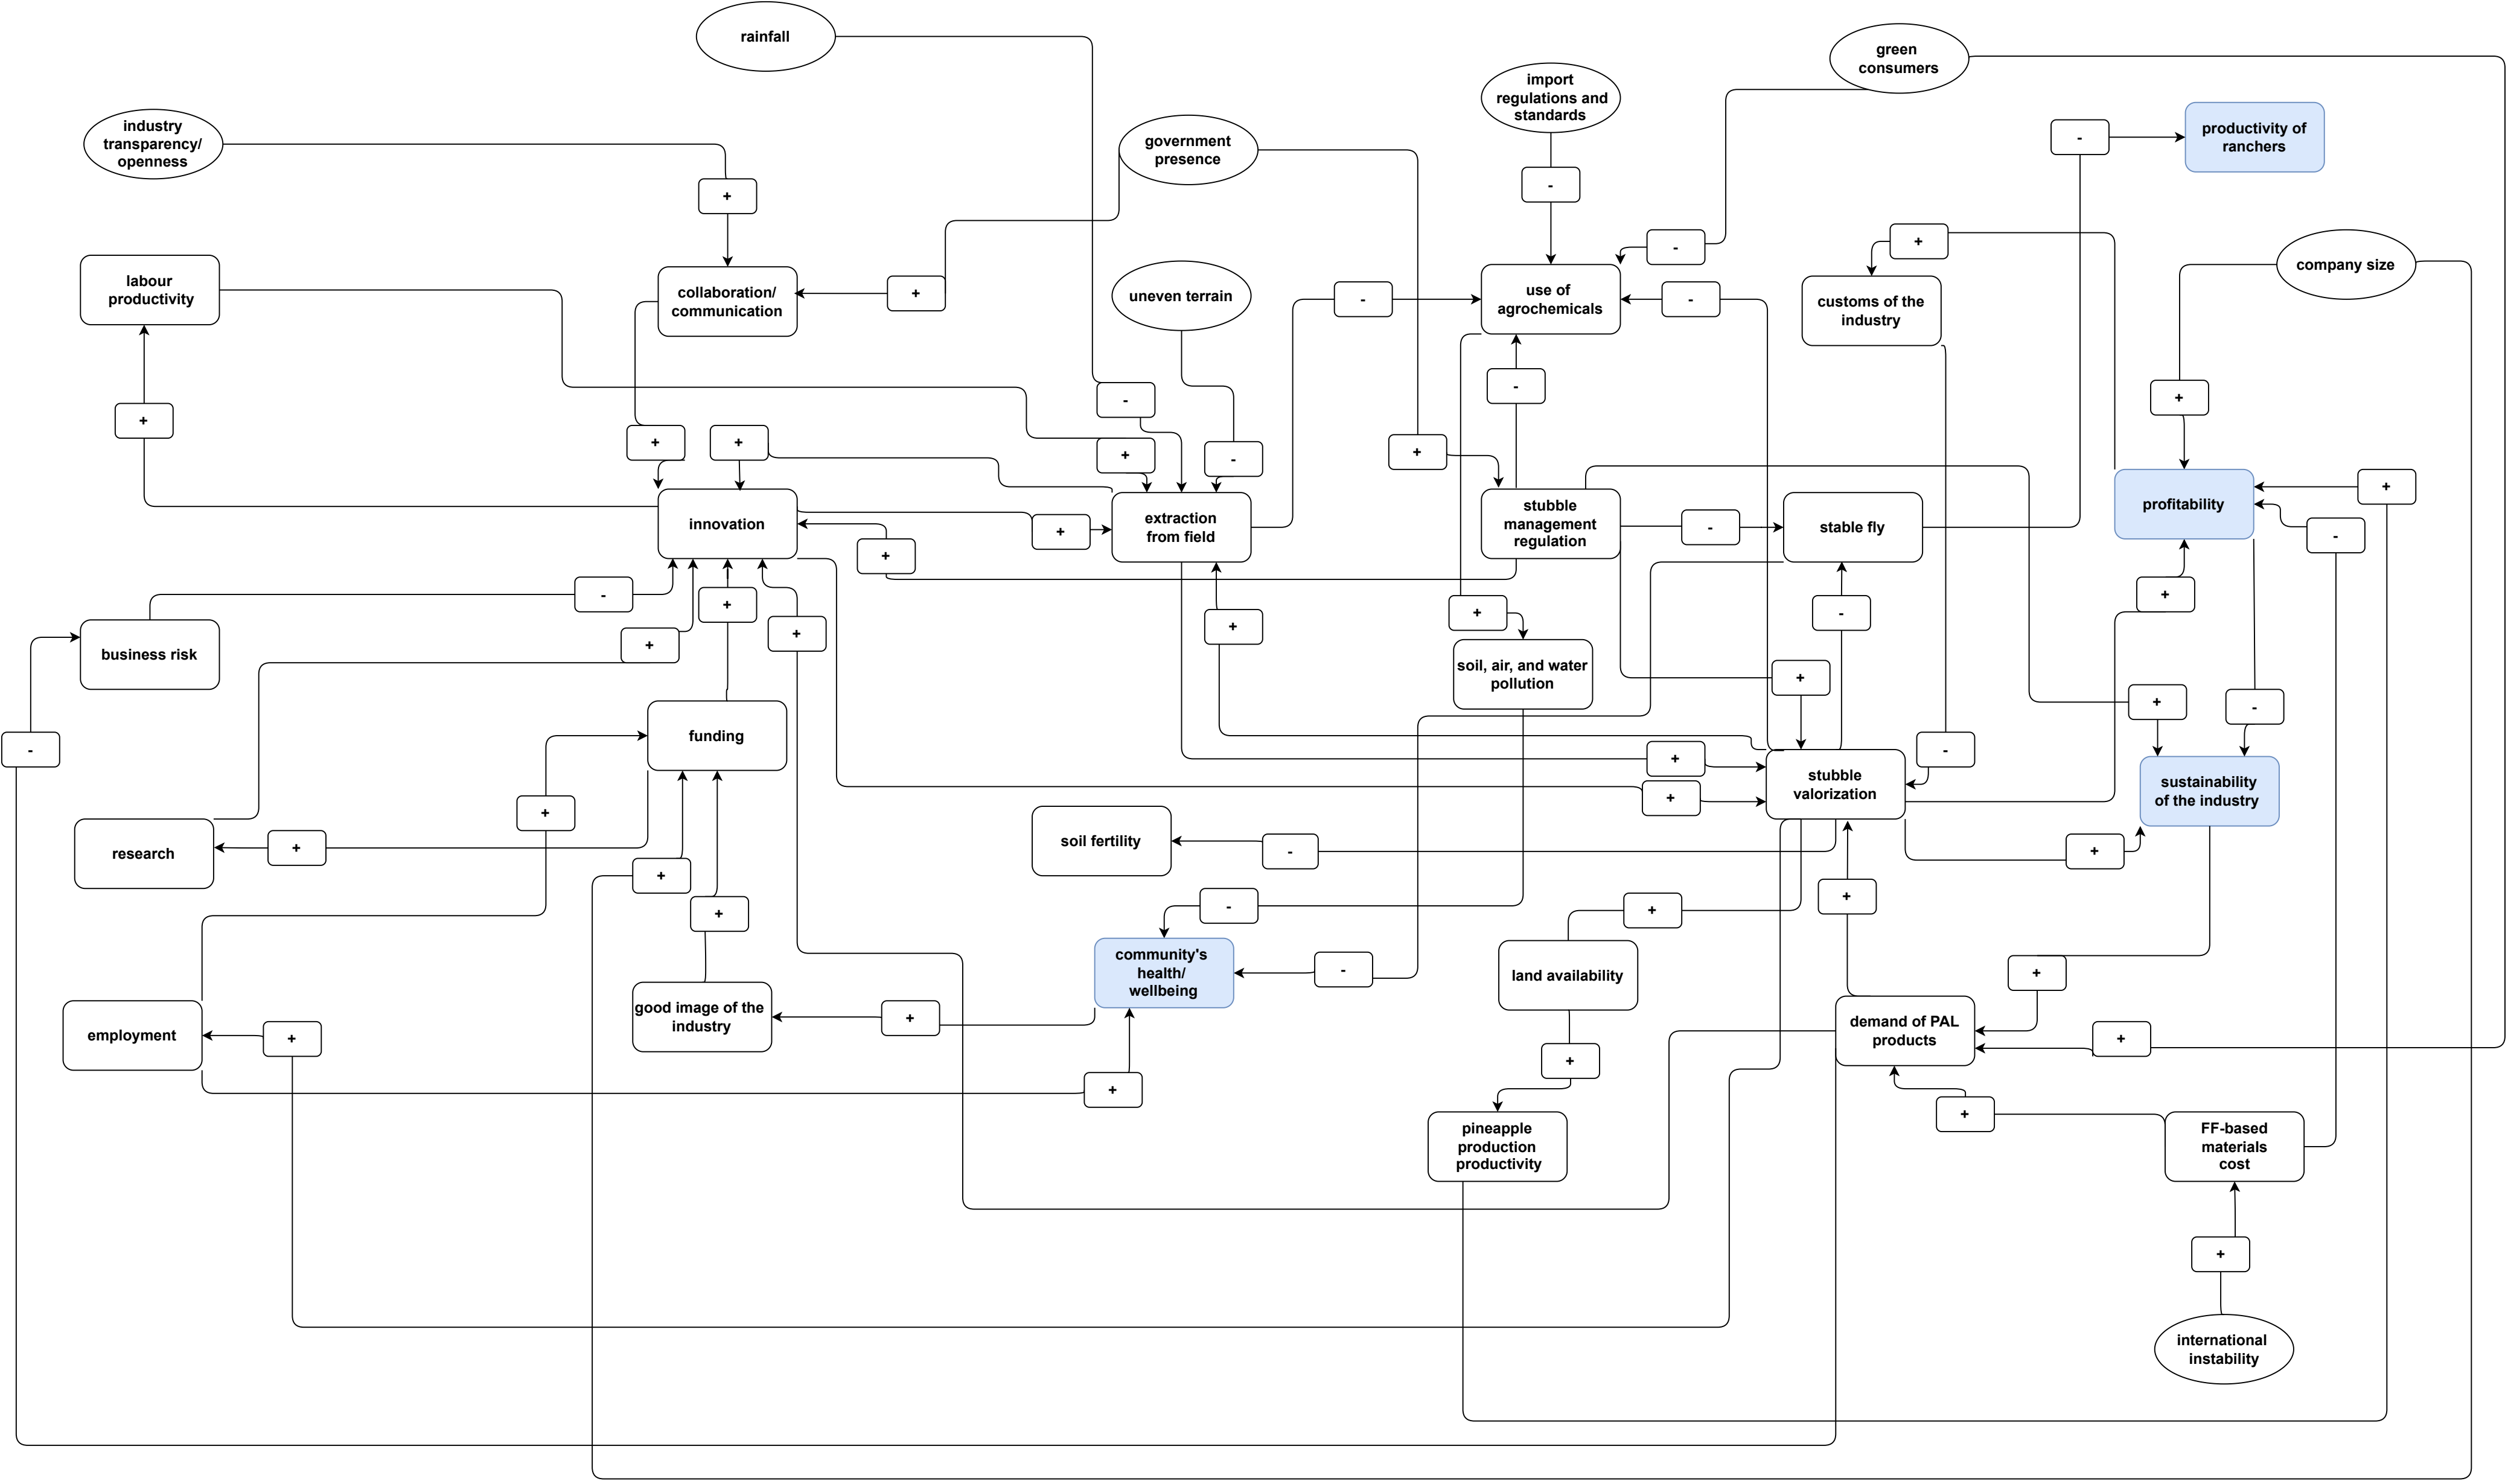 rainfall
green
consumers
import
regulations and
standards
industry
transparency/
openness
government
presence
-
productivity of
ranchers
-
+
-
+
company size
labour
productivity
collaboration/
communication
+
uneven terrain
-
use of
agrochemicals
-
customs of the
industry
-
-
+
+
+
+
+
-
+
-
innovation
+
+
extraction
from field
stubble
management
regulation
-
stable fly
profitability
+
-
-
+
+
+
+
+
-
+
business risk
soil, air, and water
pollution
+
+
-
-
funding
+
-
stubble
valorization
sustainability
of the industry
+
+
research
+
soil fertility
-
+
+
+
-
+
+
community's
health/
wellbeing
-
land availability
+
employment
+
good image of the
industry
+
demand of PAL
products
+
+
+
+
pineapple
production
productivity
FF-based
materials
cost
+
international
instability